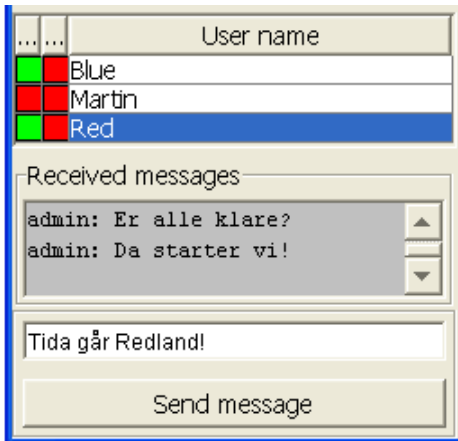 ... ... User name
Blue
Martin
Red
Received messages
admin: Er alle klare?
admin: Da starter vi!
Tida går Redland!
Send message